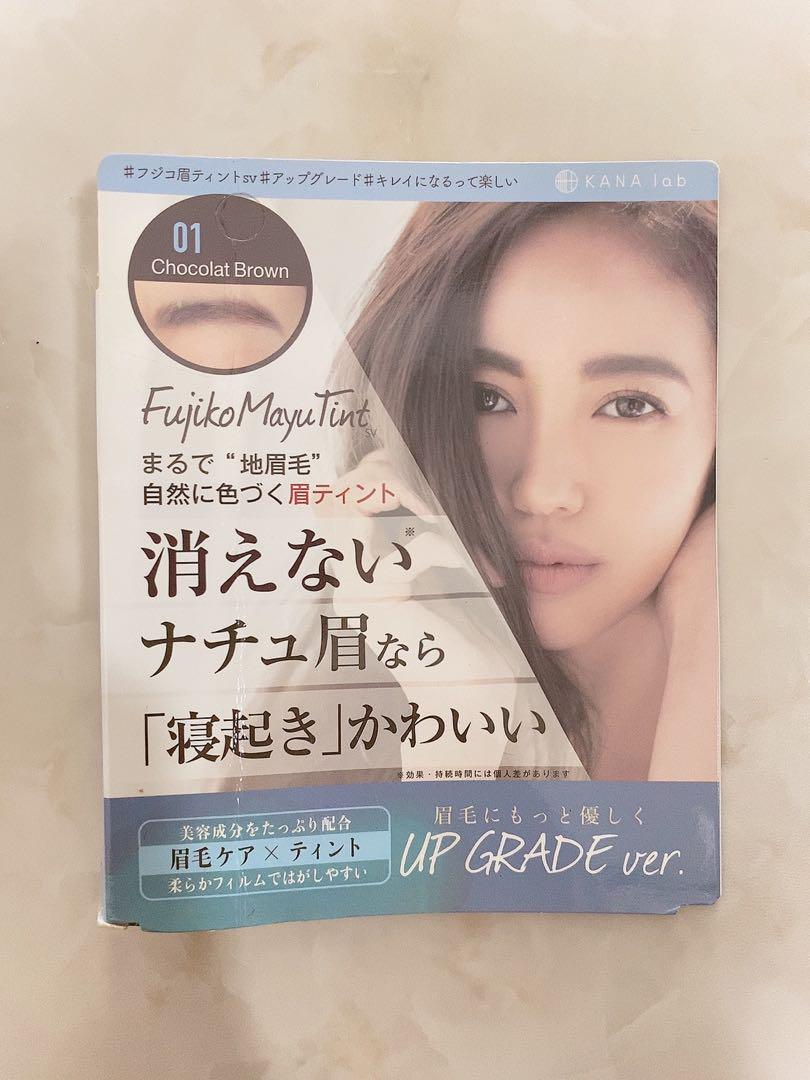 #フジコ眉ティントsv#アップグレード#キレイになるって楽しい
KANA lab
01
Chocolat Brown
Fujiko Mayu Tint
SV
まるで“地眉毛”
自然に色づく眉ティント
消えない※
ナチュ眉なら
「寝起き」かわいい
※効果・持続時間には個人差があります
美容成分をたっぷり配合
眉毛ケア×ティント
柔らかフィルムではがしやすい
眉毛にもっと優しく
UP GRADE ver.